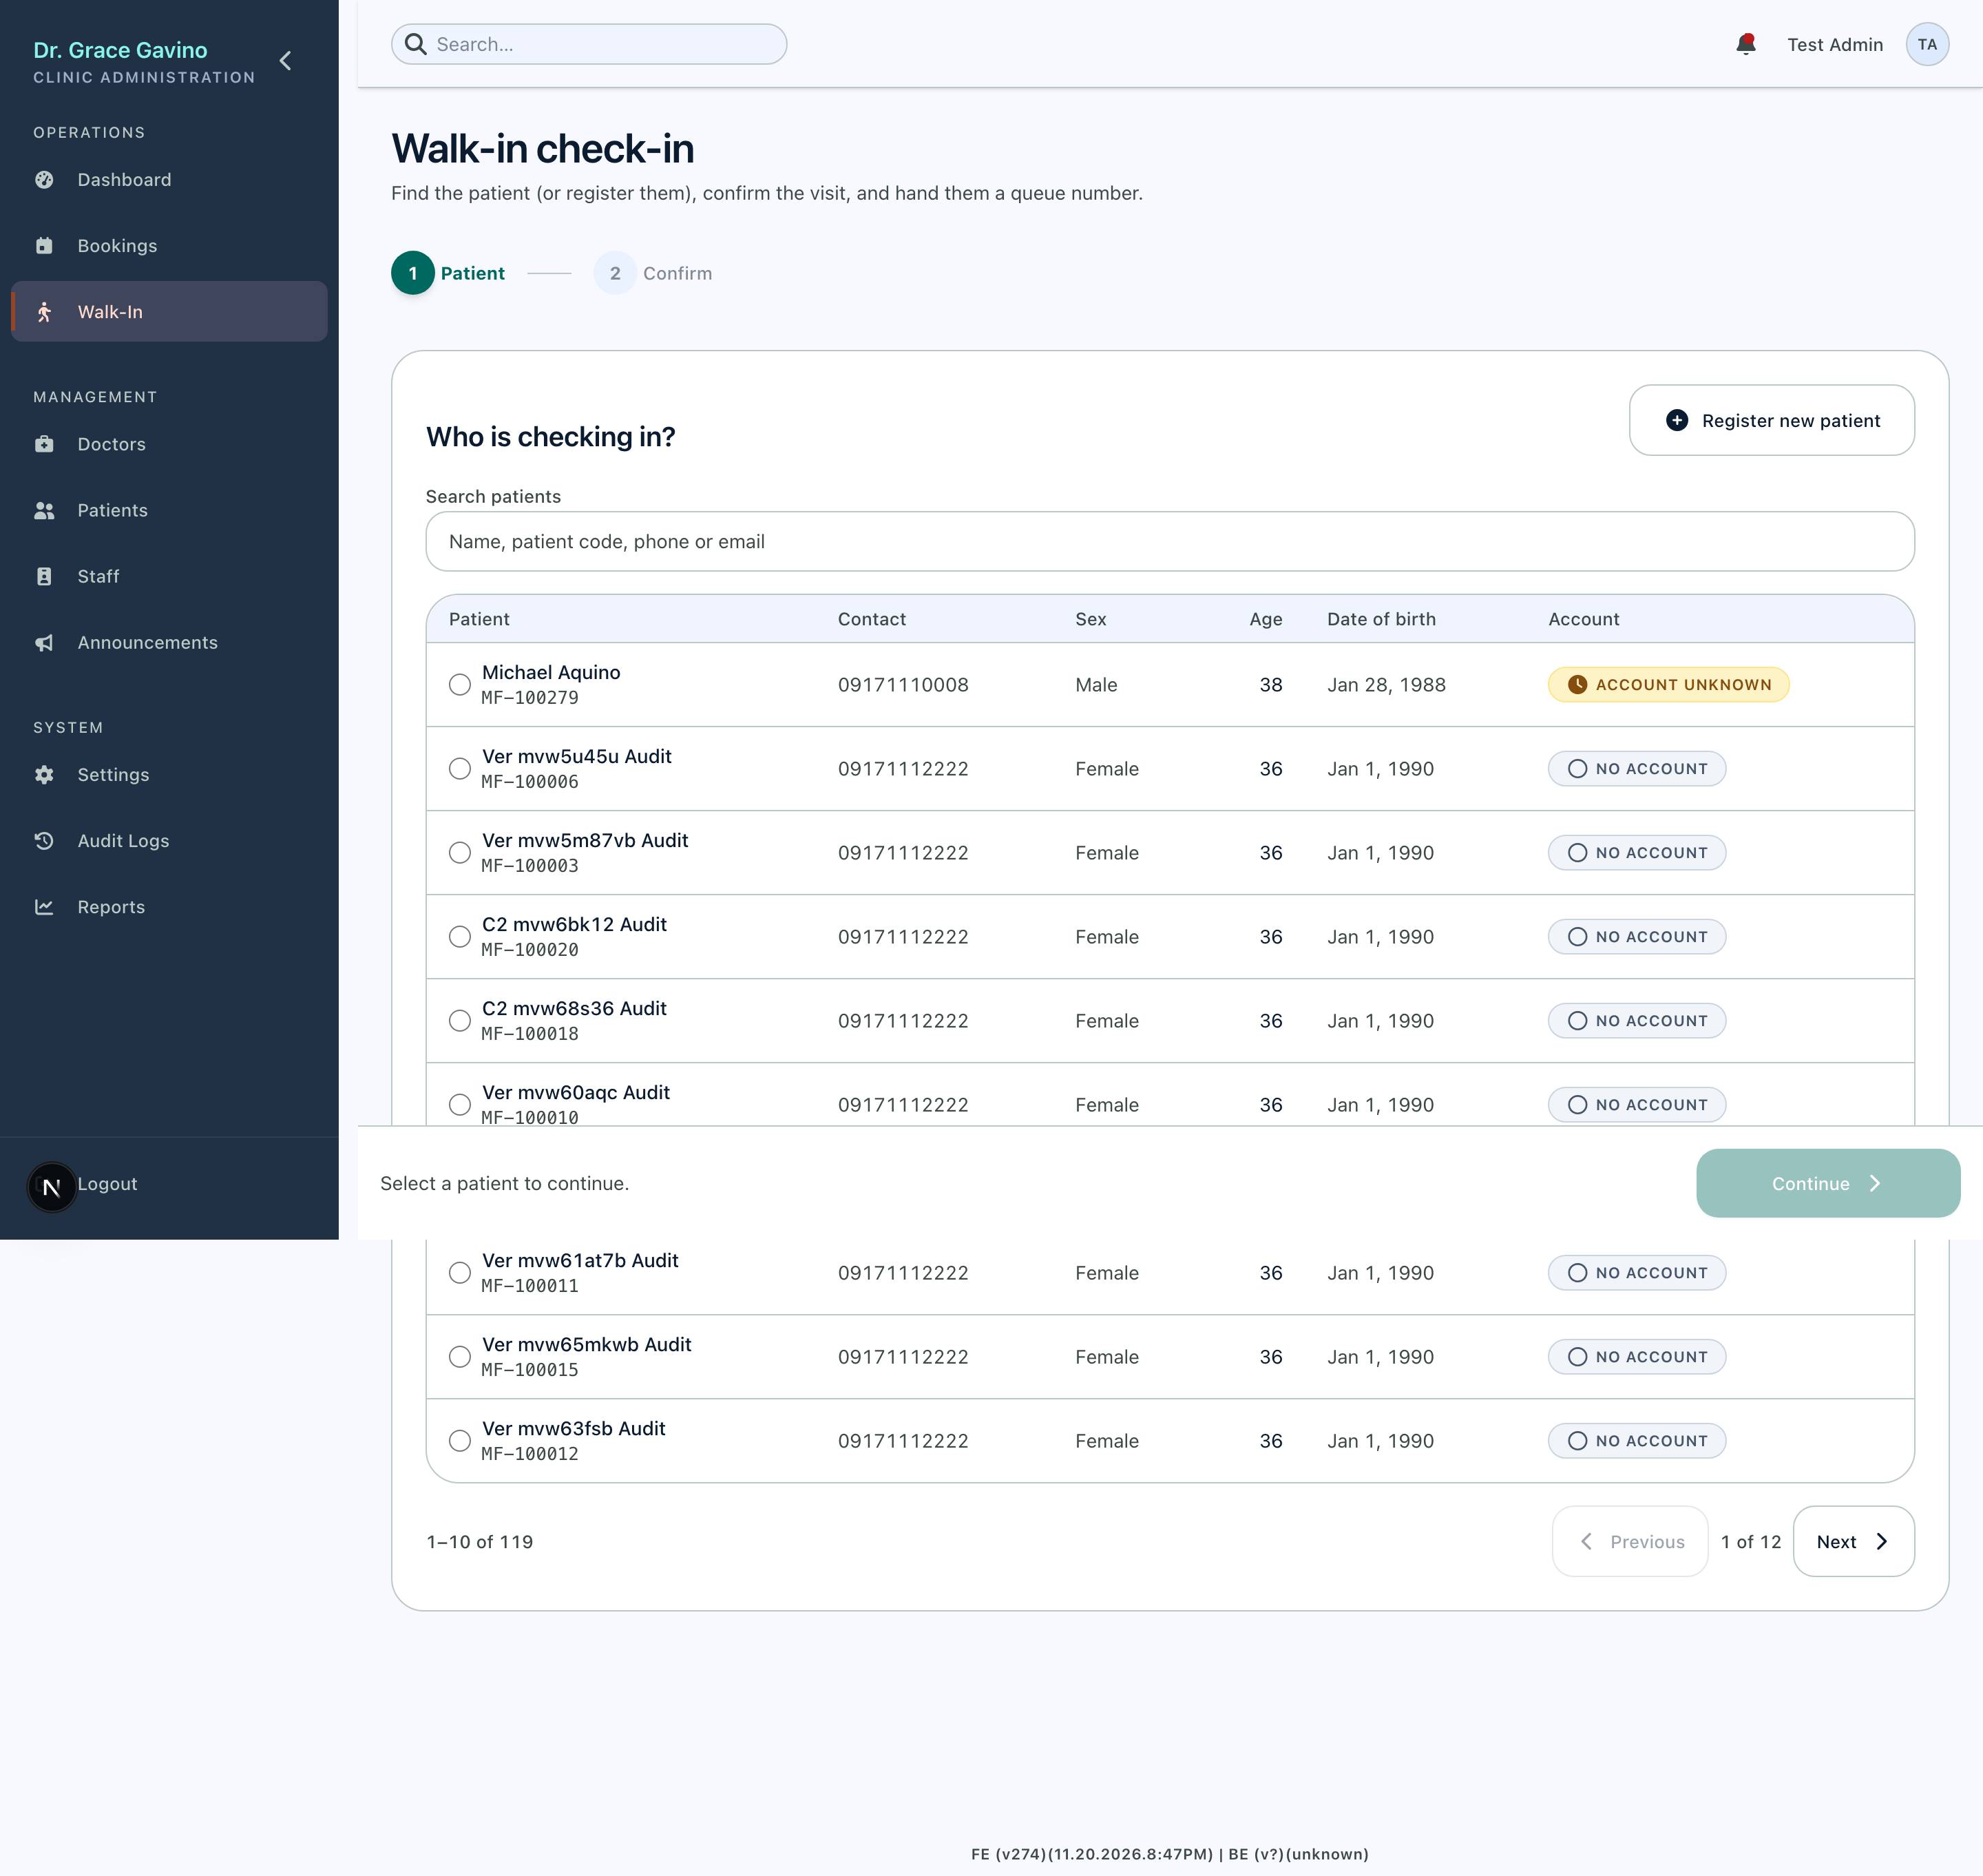 Dr. Grace Gavino
CLINIC ADMINISTRATION
OPERATIONS
Dashboard
Bookings
Walk-In
MANAGEMENT
Doctors
Patients
Staff
Announcements
SYSTEM
Settings
Audit Logs
Reports
N
Logout
Search...
Test Admin
TA
Walk-in check-in
Find the patient (or register them), confirm the visit, and hand them a queue number.
1 Patient
2 Confirm
Who is checking in?
Register new patient
Search patients
Name, patient code, phone or email
Patient Contact Sex Age Date of birth Account
Michael Aquino
MF-100279
09171110008 Male 38 Jan 28, 1988 ACCOUNT UNKNOWN
Ver mvw5u45u Audit
MF-100006
09171112222 Female 36 Jan 1, 1990 NO ACCOUNT
Ver mvw5m87vb Audit
MF-100003
09171112222 Female 36 Jan 1, 1990 NO ACCOUNT
C2 mvw6bk12 Audit
MF-100020
09171112222 Female 36 Jan 1, 1990 NO ACCOUNT
C2 mvw68s36 Audit
MF-100018
09171112222 Female 36 Jan 1, 1990 NO ACCOUNT
Ver mvw60aqc Audit
MF-100010
09171112222 Female 36 Jan 1, 1990 NO ACCOUNT
Select a patient to continue.
Continue
Ver mvw61at7b Audit
MF-100011
09171112222 Female 36 Jan 1, 1990 NO ACCOUNT
Ver mvw65mkwb Audit
MF-100015
09171112222 Female 36 Jan 1, 1990 NO ACCOUNT
Ver mvw63fsb Audit
MF-100012
09171112222 Female 36 Jan 1, 1990 NO ACCOUNT
1–10 of 119
Previous
1 of 12
Next
FE (v274)(11.20.2026.8:47PM) | BE (v?)(unknown)